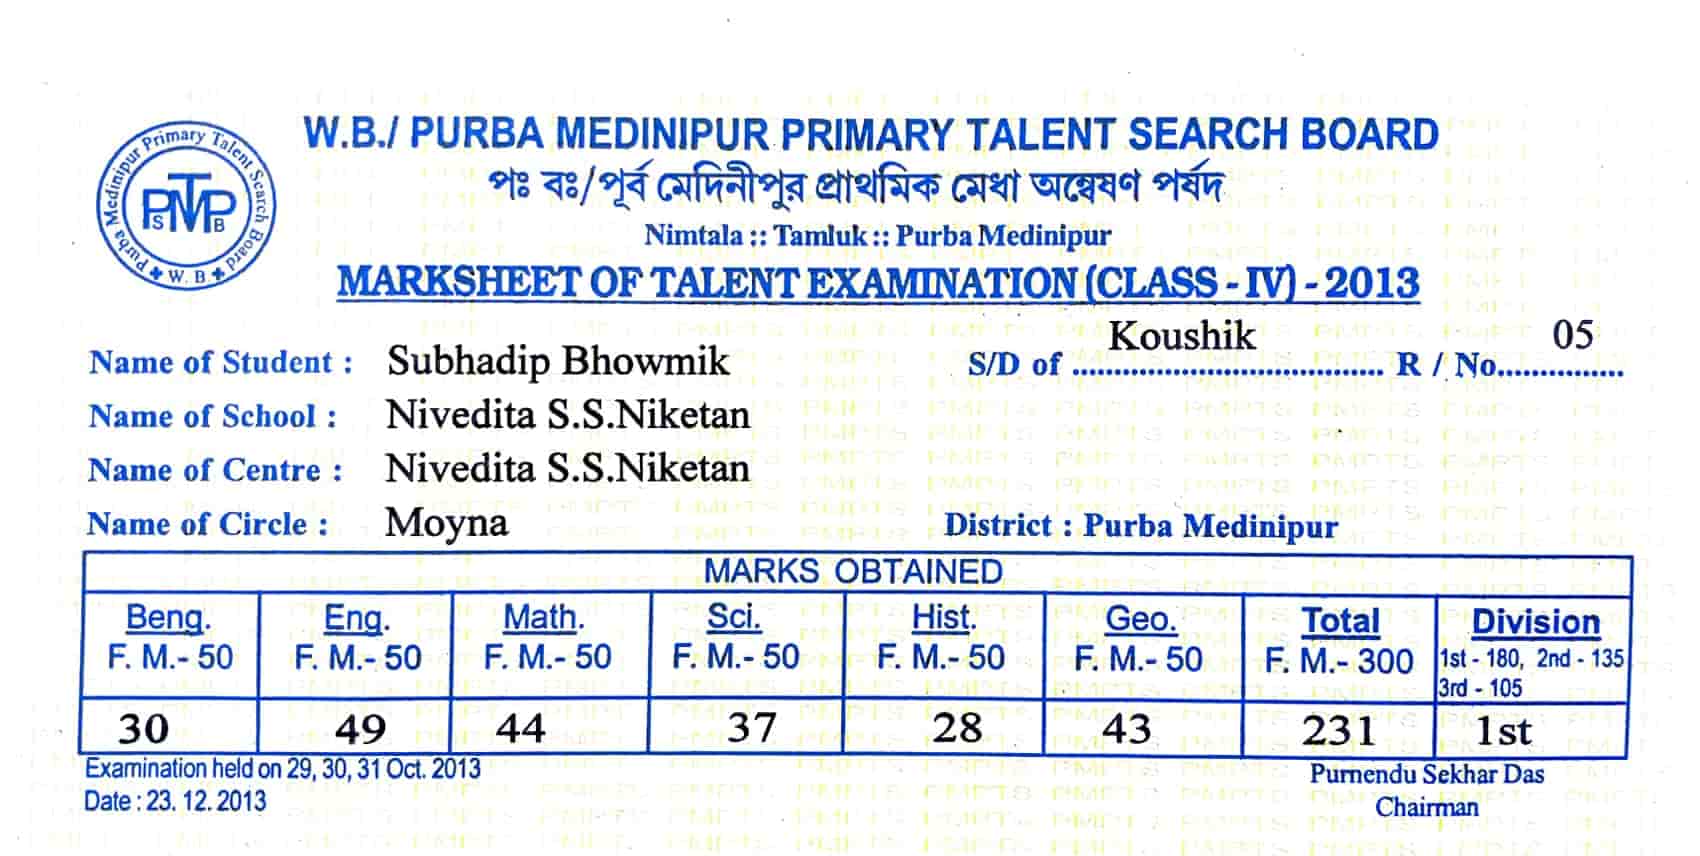 W.B./ PURBA MEDINIPUR PRIMARY TALENT SEARCH BOARD
পঃ বঃ/পূর্ব মেদিনীপুর প্রাথমিক মেধা অন্বেষণ পর্ষদ
Purba Medinipur Primary Talent Search Board
W. B.
PMTP
S B
Nimtala :: Tamluk :: Purba Medinipur
MARKSHEET OF TALENT EXAMINATION (CLASS - IV) - 2013
Name of Student : Subhadip Bhowmik S/D of Koushik R / No. 05
Name of School : Nivedita S.S.Niketan
Name of Centre : Nivedita S.S.Niketan
Name of Circle : Moyna District : Purba Medinipur
MARKS OBTAINED
Beng. Eng. Math. Sci. Hist. Geo. Total Division
F. M.- 50 F. M.- 50 F. M.- 50 F. M.- 50 F. M.- 50 F. M.- 50 F. M.- 300 1st - 180, 2nd - 135
3rd - 105
30 49 44 37 28 43 231 1st
Examination held on 29, 30, 31 Oct. 2013 Purnendu Sekhar Das
Date : 23. 12. 2013 Chairman